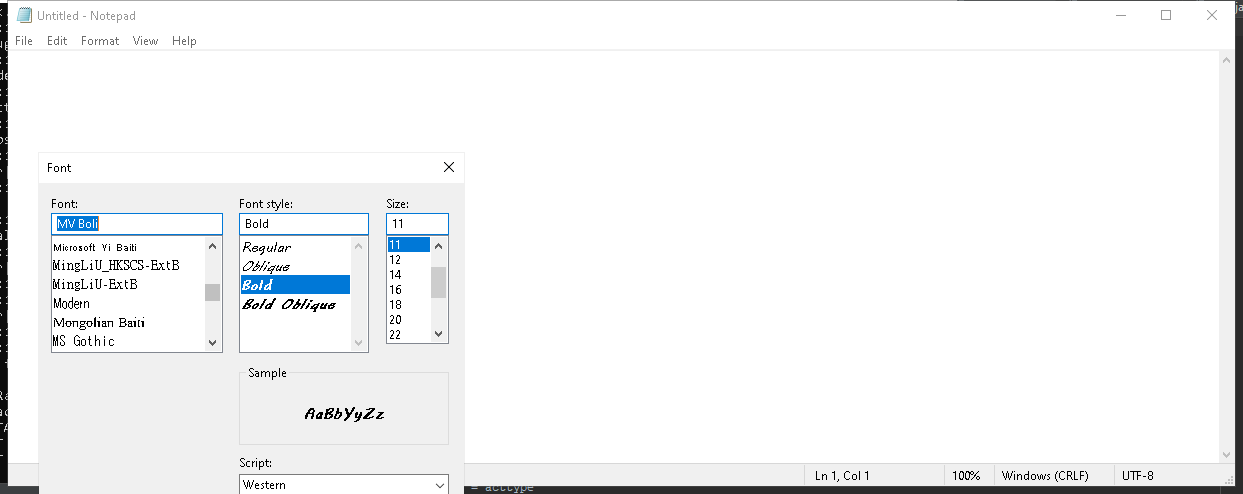 Untitled - Notepad
File Edit Format View Help
Font
Font: Font style: Size:
MV Boli Bold 11
Microsoft Yi Baiti Regular 11
MingLiU_HKSCS-ExtB Oblique 12
MingLiU-ExtB Bold 14
Modern Bold Oblique 16
Mongolian Baiti 18
MS Gothic 20
22
Sample
AaBbYyZz
Script:
Western
Ln 1, Col 1 100% Windows (CRLF) UTF-8
= acctype